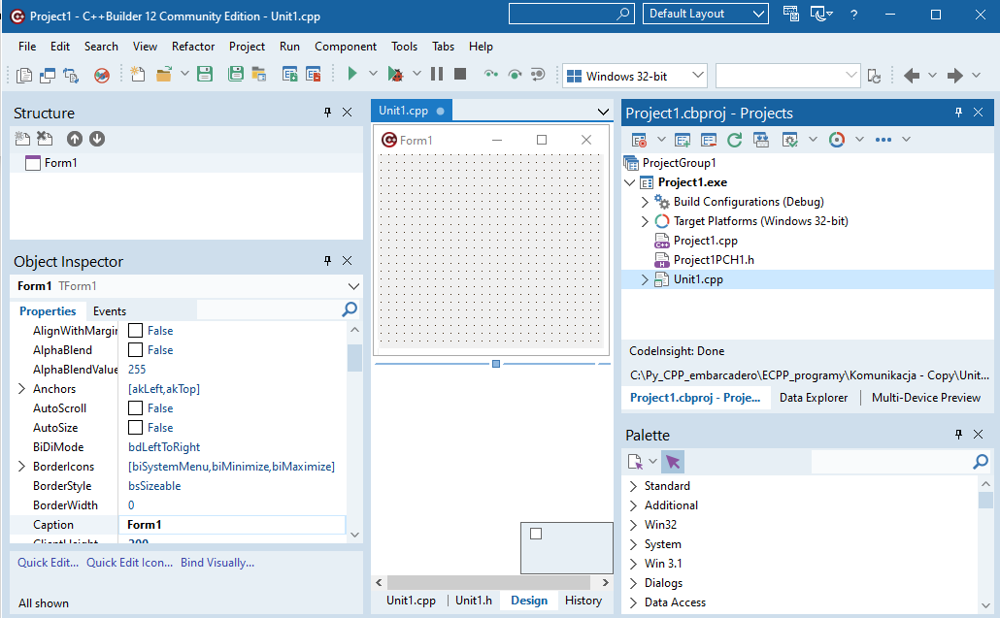 Project1 - C++Builder 12 Community Edition - Unit1.cpp
Default Layout
?
File Edit Search View Refactor Project Run Component Tools Tabs Help
Windows 32-bit
Structure
Form1
Object Inspector
Form1 TForm1
Properties Events
AlignWithMargin False
AlphaBlend False
AlphaBlendValue 255
Anchors [akLeft,akTop]
AutoScroll False
AutoSize False
BiDiMode bdLeftToRight
BorderIcons [biSystemMenu,biMinimize,biMaximize]
BorderStyle bsSizeable
BorderWidth 0
Caption Form1
ClientHeight 200
Quick Edit... Quick Edit Icon... Bind Visually...
All shown
Unit1.cpp
Form1
Unit1.cpp Unit1.h Design History
Project1.cbproj - Projects
ProjectGroup1
Project1.exe
Build Configurations (Debug)
Target Platforms (Windows 32-bit)
Project1.cpp
Project1PCH1.h
Unit1.cpp
CodeInsight: Done
C:\Py_CPP_embarcadero\ECPP_programy\Komunikacja - Copy\Unit...
Project1.cbproj - Proje... Data Explorer Multi-Device Preview
Palette
Standard
Additional
Win32
System
Win 3.1
Dialogs
Data Access